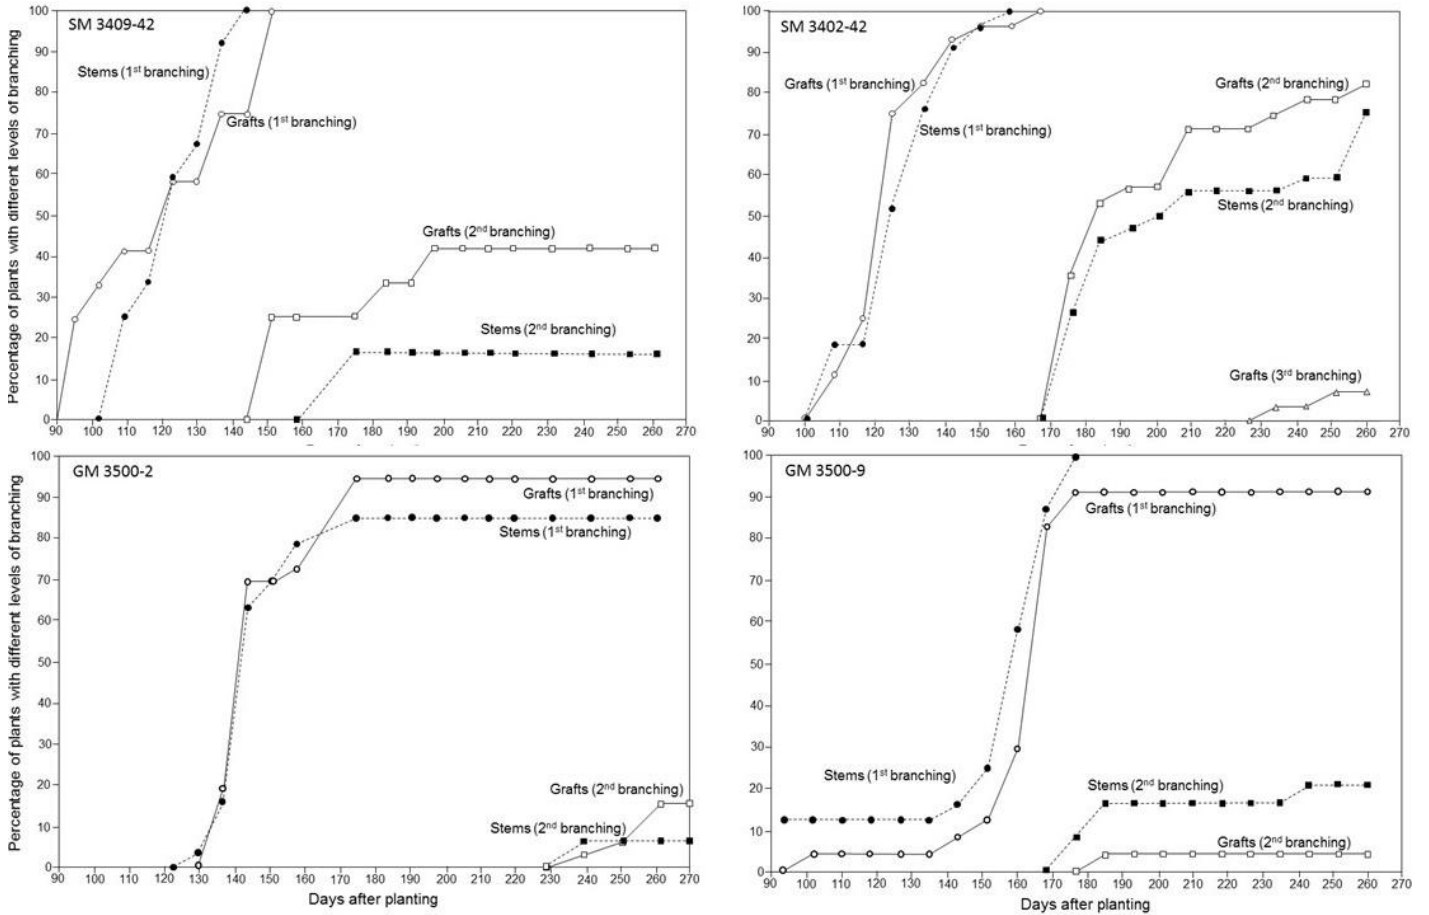 Percentage of plants with different levels of branching
SM 3409-42
100
90
80
70
60
50
40
30
20
10
0
Stems (1st branching)
Grafts (1st branching)
Grafts (2nd branching)
Stems (2nd branching)
90 100 110 120 130 140 150 160 170 180 190 200 210 220 230 240 250 260 270
SM 3402-42
100
90
80
70
60
50
40
30
20
10
0
Grafts (1st branching)
Stems (1st branching)
Grafts (2nd branching)
Stems (2nd branching)
Grafts (3rd branching)
90 100 110 120 130 140 150 160 170 180 190 200 210 220 230 240 250 260 270
Percentage of plants with different levels of branching
GM 3500-2
100
90
80
70
60
50
40
30
20
10
0
Grafts (1st branching)
Stems (1st branching)
Grafts (2nd branching)
Stems (2nd branching)
90 100 110 120 130 140 150 160 170 180 190 200 210 220 230 240 250 260 270
Days after planting
GM 3500-9
100
90
80
70
60
50
40
30
20
10
0
Grafts (1st branching)
Stems (1st branching)
Stems (2nd branching)
Grafts (2nd branching)
90 100 110 120 130 140 150 160 170 180 190 200 210 220 230 240 250 260 270
Days after planting